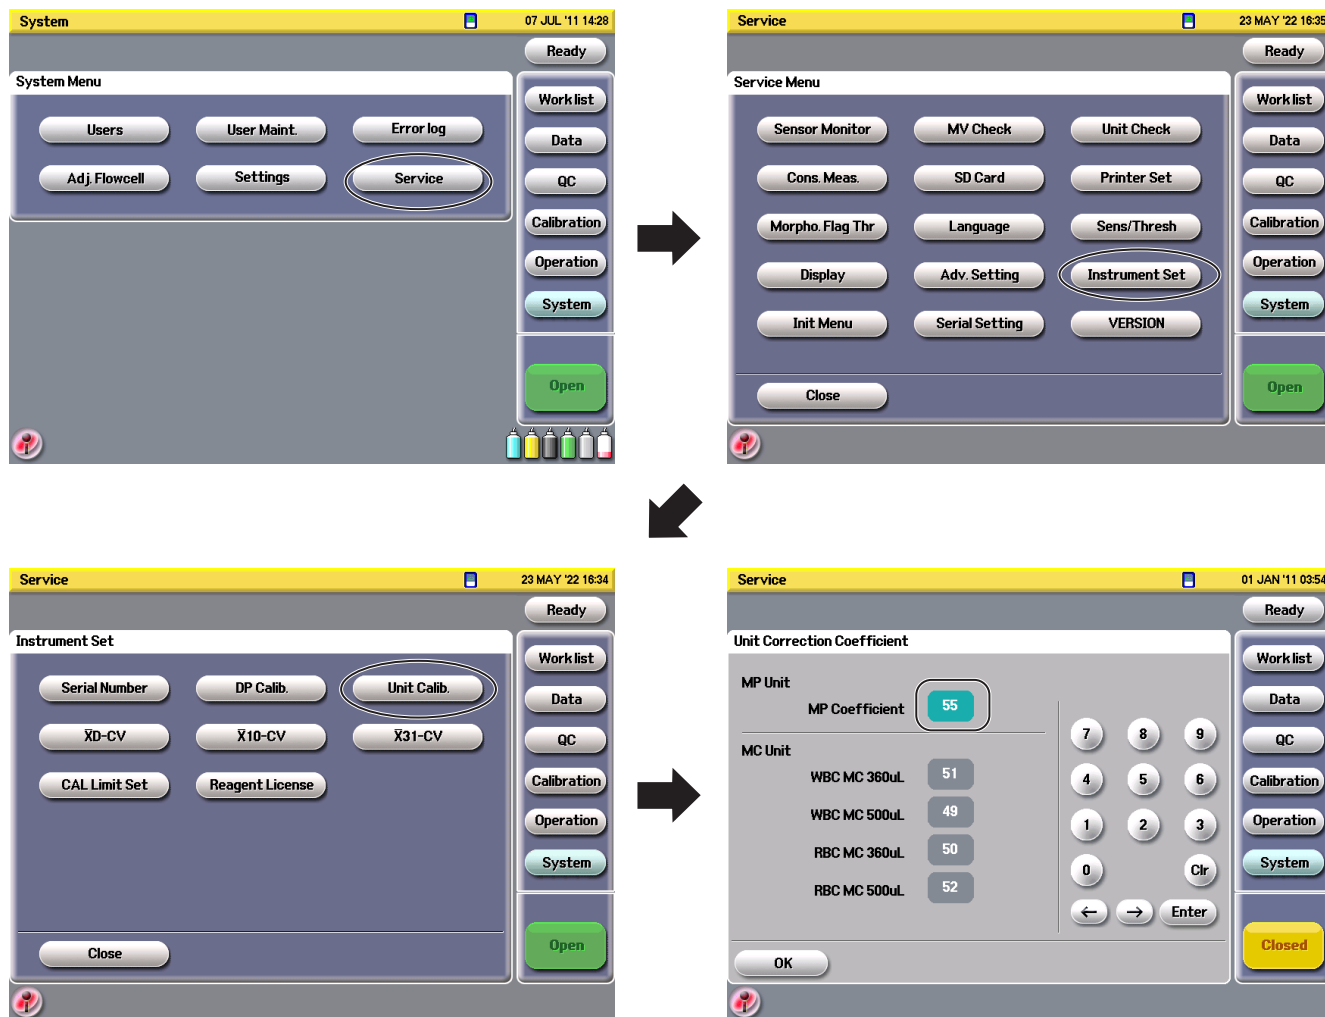 System 07 JUL '11 14:28
Ready
System Menu
Work list
Users User Maint. Error log
Data
Adj. Flowcell Settings Service
QC
Calibration
Operation
System
Open
Service 23 MAY '22 16:35
Ready
Service Menu
Work list
Sensor Monitor MV Check Unit Check
Data
Cons. Meas. SD Card Printer Set
QC
Morpho. Flag Thr Language Sens/Thresh
Calibration
Display Adv. Setting Instrument Set
Operation
System
Init Menu Serial Setting VERSION
Close
Open
Service 23 MAY '22 16:34
Ready
Instrument Set
Work list
Serial Number DP Calib. Unit Calib.
Data
X̅D-CV X̅10-CV X̅31-CV
QC
CAL Limit Set Reagent License
Calibration
Operation
System
Close
Open
Service 01 JAN '11 03:54
Ready
Unit Correction Coefficient
Work list
MP Unit
MP Coefficient 55
Data
MC Unit
7 8 9
QC
WBC MC 360uL 51
4 5 6
Calibration
WBC MC 500uL 49
1 2 3
Operation
RBC MC 360uL 50
0 Clr
System
RBC MC 500uL 52
← → Enter
OK
Closed